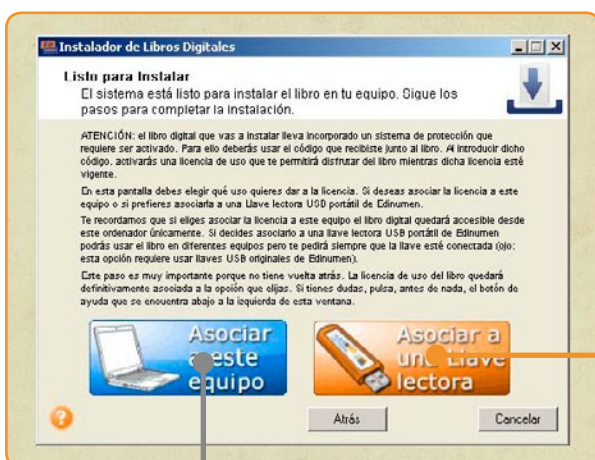 Instalador de Libros Digitales
Listo para Instalar
El sistema está listo para instalar el libro en tu equipo. Sigue los
pasos para completar la instalación.
ATENCIÓN: el libro digital que vas a instalar lleva incorporado un sistema de protección que
requiere ser activado. Para ello deberás usar el código que recibiste junto al libro. Al introducir dicho
código, activarás una licencia de uso que te permitirá disfrutar del libro mientras dicha licencia esté
vigente.
En esta pantalla debes elegir qué uso quieres dar a la licencia. Si deseas asociar la licencia a este
equipo o si prefieres asociarla a una Llave lectora USB portátil de Edinumen.
Te recordamos que si eliges asociar la licencia a este equipo el libro digital quedará accesible desde
este ordenador únicamente. Si decides asociarlo a una llave lectora USB portátil de Edinumen
podrás usar el libro en diferentes equipos pero te pedirá siempre que la llave esté conectada (ojo:
esta opción requiere usar llaves USB originales de Edinumen).
Este paso es muy importante porque no tiene vuelta atrás. La licencia de uso del libro quedará
definitivamente asociada a la opción que elijas. Si tienes dudas, pulsa, antes de nada, el botón de
ayuda que se encuentra abajo a la izquierda de esta ventana.
Asociar
a este
equipo
Asociar a
una Llave
lectora
?
Atrás
Cancelar